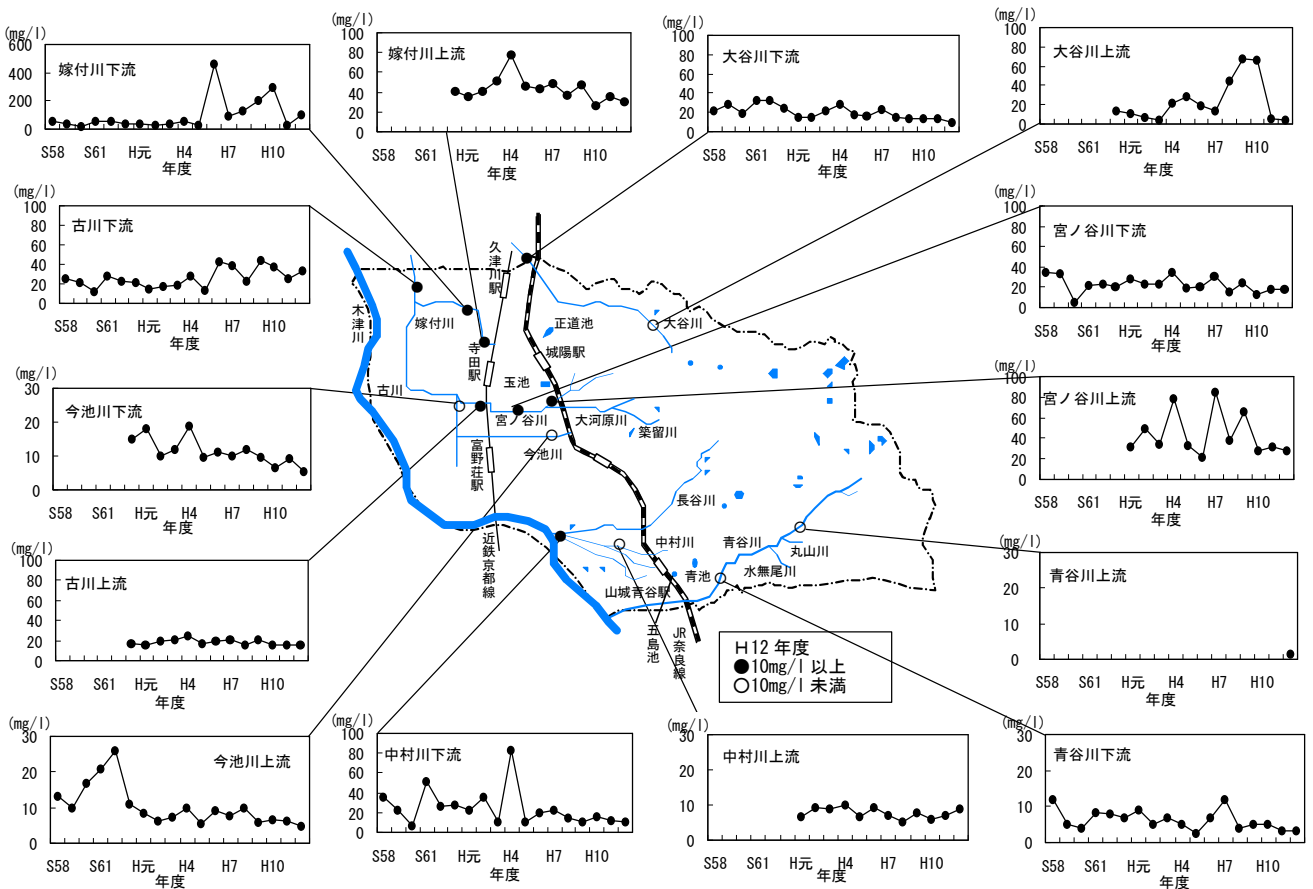 (mg/l)
嫁付川下流
600
400
200
0
S58 S61 H元 H4 H7 H10
年度
(mg/l)
嫁付川上流
100
80
60
40
20
0
S58 S61 H元 H4 H7 H10
年度
(mg/l)
大谷川下流
100
80
60
40
20
0
S58 S61 H元 H4 H7 H10
年度
(mg/l)
大谷川上流
100
80
60
40
20
0
S58 H元 H4 H7 H10
年度
(mg/l)
古川下流
100
80
60
40
20
0
S58 S61 H元 H4 H7 H10
年度
(mg/l)
宮ノ谷川下流
100
80
60
40
20
0
S58 S61 H元 H4 H7 H10
年度
(mg/l)
今池川下流
30
20
10
0
S58 S61 H元 H4 H7 H10
年度
宮ノ谷川上流
100
80
60
40
20
0
S58 S61 H元 H4 H7 H10
年度
(mg/l)
古川上流
100
80
60
40
20
0
S58 S61 H元 H4 H7 H10
年度
(mg/l)
青谷川上流
30
20
10
0
S58 S61 H元 H4 H7 H10
年度
(mg/l)
今池川上流
30
20
10
0
S58 S61 H元 H4 H7 H10
年度
(mg/l)
中村川下流
100
80
60
40
20
0
S58 S61 H元 H4 H7 H10
年度
(mg/l)
中村川上流
30
20
10
0
S58 S61 H元 H4 H7 H10
年度
(mg/l)
青谷川下流
30
20
10
0
S58 S61 H元 H4 H7 H10
年度
久津川駅
木津川
嫁付川
正道池
大谷川
寺田駅
城陽駅
古川
玉池
宮ノ谷川
大河原川
築留川
今池川
富野荘駅
長谷川
近鉄京都線
中村川
青谷川
丸山川
青池
水無尾川
山城青谷駅
五島池
JR奈良線
H12年度
●10mg/l以上
○10mg/l未満